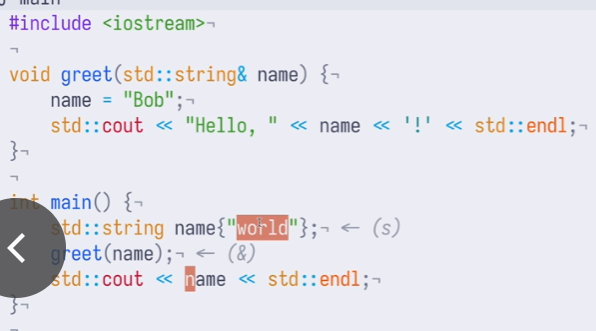 #include <iostream>¬
¬
void greet(std::string& name) {¬
    name = "Bob";¬
    std::cout << "Hello, " << name << '!' << std::endl;¬
}¬
¬
int main() {¬
    std::string name{"world"};¬ ← (s)
    greet(name);¬ ← (&)
    std::cout << name << std::endl;¬
}¬
¬